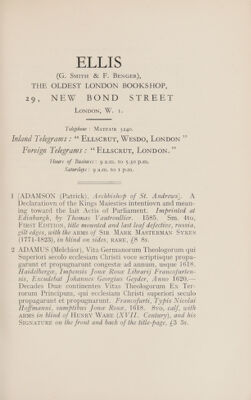 ELLIS
(G. Smith & F. Benger),
THE OLDEST LONDON BOOKSHOP,
29, NEW BOND STREET
London, W. 1.
Telephone: Mayfair 3240.
Inland Telegrams: "Ellscrut, Wesdo, London"
Foreign Telegrams: "Ellscrut, London."
Hours of Business: 9 a.m. to 5.30 p.m.
Saturdays: 9 a.m. to 1 p.m.
1 [ADAMSON (Patrick), Archbishop of St. Andrews]. A
Declaratiovn of the Kings Maiesties intentiovn and mean-
ing toward the lait Actis of Parliament. Imprinted at
Edinburgh, by Thomas Vautroullier. 1585. Sm. 4to,
First Edition, title mounted and last leaf defective, russia,
gilt edges, with the arms of Sir Mark Masterman Sykes
(1771-1823), in blind on sides, rare, £8 8s.
2 ADAMUS (Melchior), Vitæ Germanorum Theologorum qui
Superiori seculo ecclesiam Christi voce scriptisque propa-
garunt et propugnarunt congestæ ad annum, usque 1618.
Haidelbergæ, Impensis Jonæ Rosæ Librarij Francofurten-
sis, Excudebat Johannes Georgius Geyder, Anno 1620.—
Decades Duæ continentes Vitas Theologorum Ex Ter-
rorum Principum, qui ecclesiam Christi superiori seculo
propagarunt et propugnarunt. Francofurti, Typis Nicolai
Hoffmanni, sumptibus Jonæ Rosæ, 1618. 8vo, calf, with
arms in blind of Henry Ware (XVII. Century), and his
Signature on the front and back of the title-page, £3 3s.